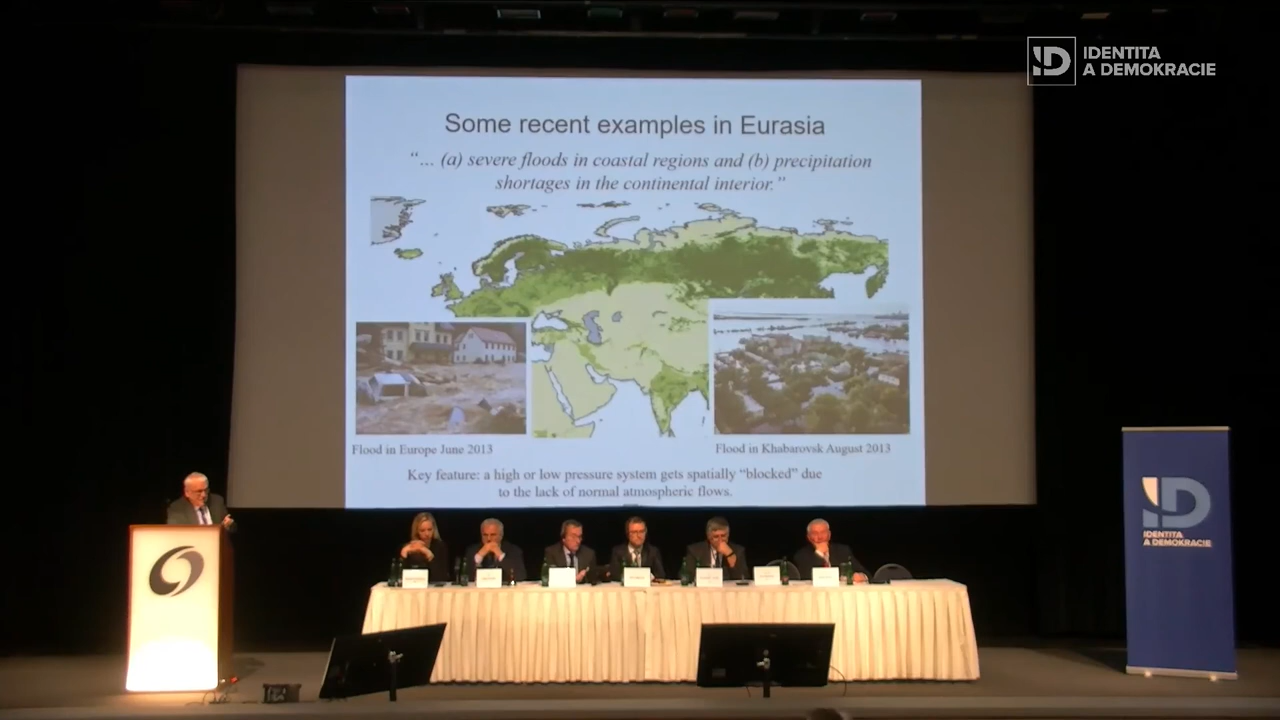 IDENTITA
A DEMOKRACIE
Some recent examples in Eurasia
“... (a) severe floods in coastal regions and (b) precipitation
shortages in the continental interior.”
Flood in Europe June 2013
Flood in Khabarovsk August 2013
Key feature: a high or low pressure system gets spatially “blocked” due
to the lack of normal atmospheric flows.
ID
IDENTITA
A DEMOKRACIE